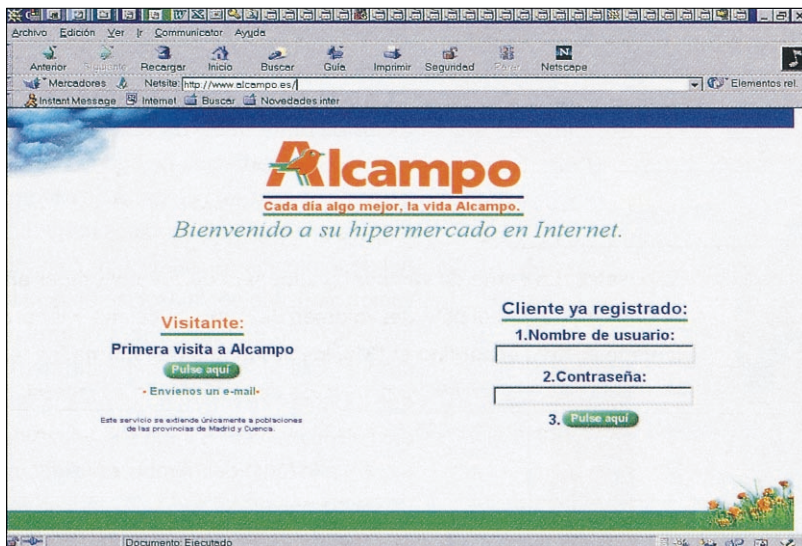 Archivo Edición Ver Ir Communicator Ayuda
Anterior Siguiente Recargar Inicio Buscar Guía Imprimir Seguridad Parar Netscape
Marcadores Netsite: http://www.alcampo.es/ Elementos rel.
Instant Message Internet Buscar Novedades inter
Alcampo
Cada día algo mejor, la vida Alcampo.
Bienvenido a su hipermercado en Internet.
Visitante:
Primera visita a Alcampo
Pulse aquí
- Envíenos un e-mail-
Este servicio se extiende únicamente a poblaciones
de las provincias de Madrid y Cuenca.
Cliente ya registrado:
1.Nombre de usuario:
2.Contraseña:
3. Pulse aquí
Documento: Ejecutado